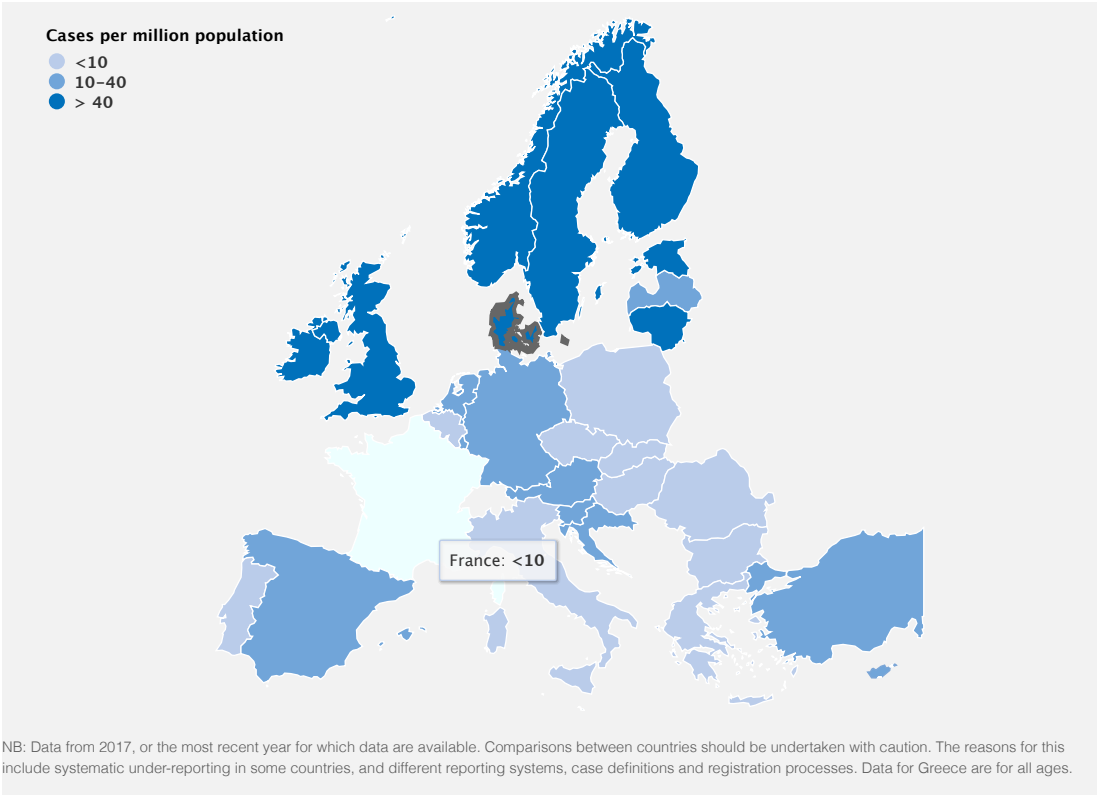 Cases per million population
<10
10–40
> 40
France: <10
NB: Data from 2017, or the most recent year for which data are available. Comparisons between countries should be undertaken with caution. The reasons for this
include systematic under-reporting in some countries, and different reporting systems, case definitions and registration processes. Data for Greece are for all ages.